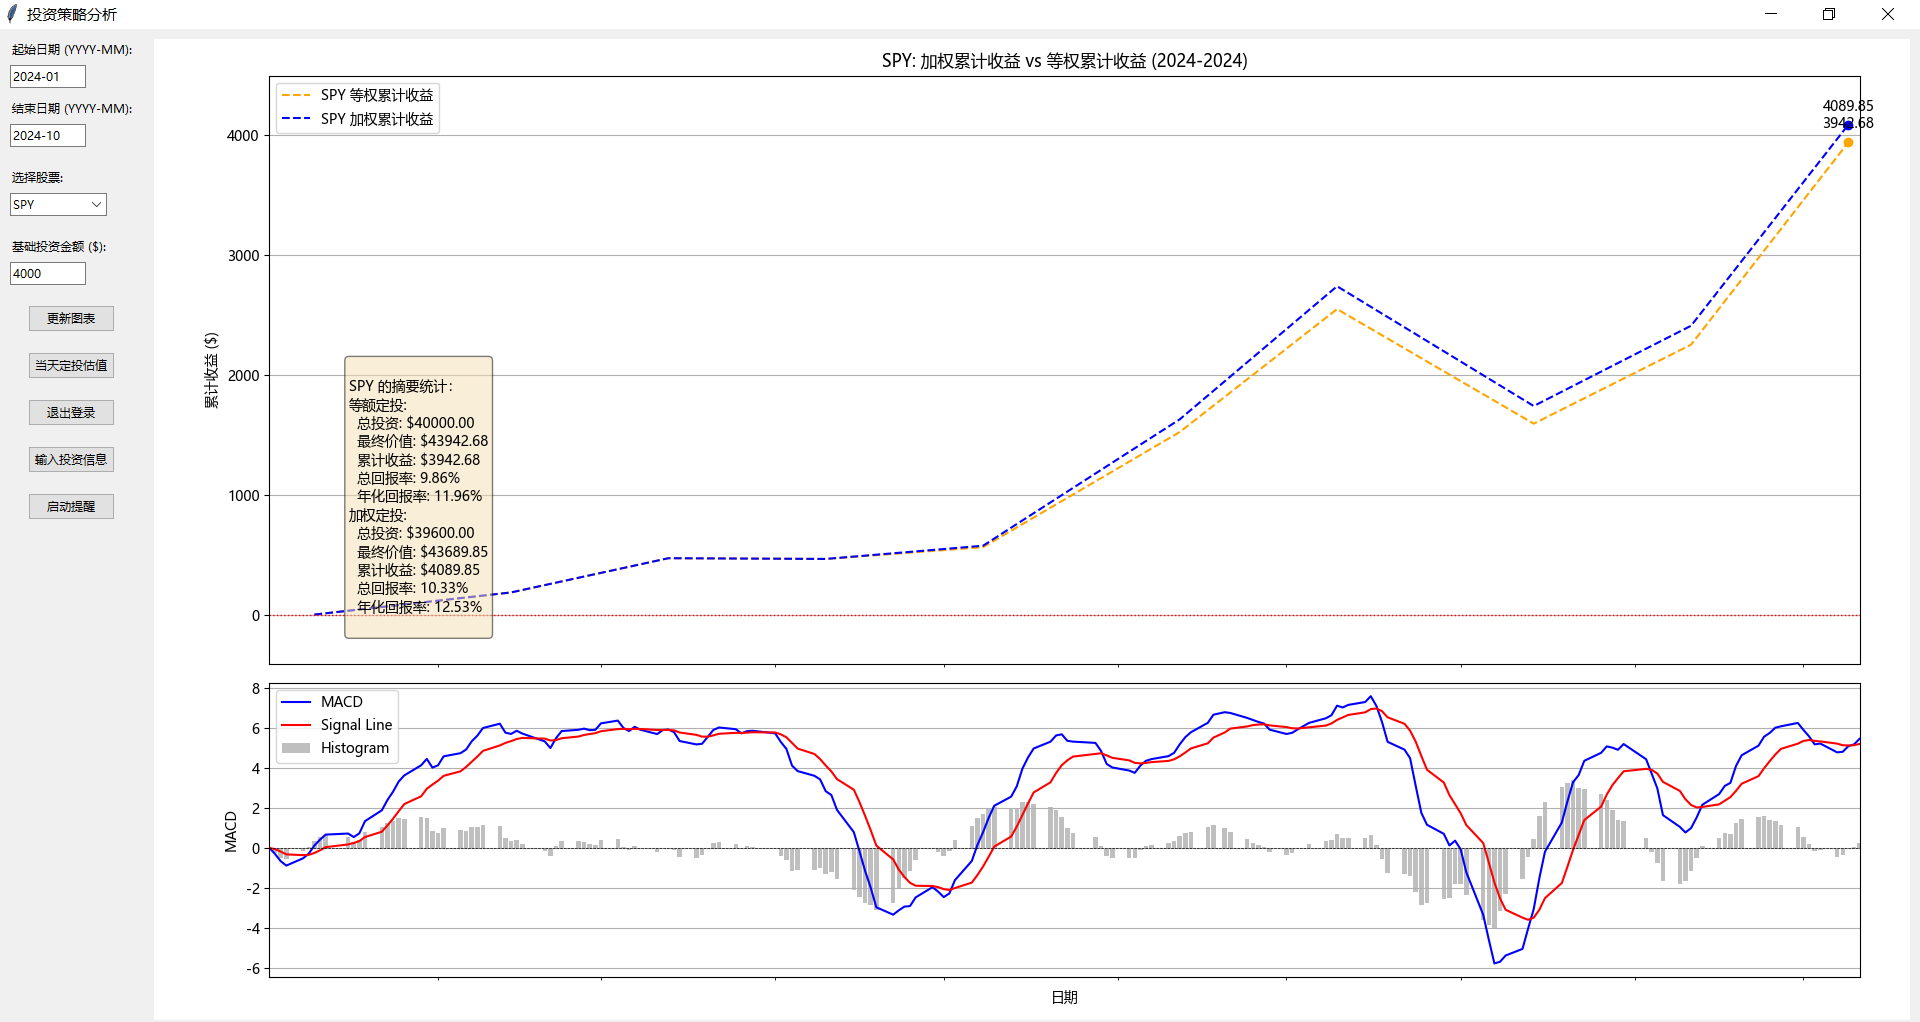 投资策略分析
起始日期 (YYYY-MM):
2024-01
结束日期 (YYYY-MM):
2024-10
选择股票:
SPY
基础投资金额 ($):
4000
更新图表
当天定投估值
退出登录
输入投资信息
启动提醒
SPY: 加权累计收益 vs 等权累计收益 (2024-2024)
SPY 等权累计收益
SPY 加权累计收益
4089.85
3942.68
4000
3000
2000
1000
0
累计收益 ($)
SPY 的摘要统计:
等额定投:
总投资: $40000.00
最终价值: $43942.68
累计收益: $3942.68
总回报率: 9.86%
年化回报率: 11.96%
加权定投:
总投资: $39600.00
最终价值: $43689.85
累计收益: $4089.85
总回报率: 10.33%
年化回报率: 12.53%
MACD
Signal Line
Histogram
8
6
4
2
0
-2
-4
-6
MACD
日期